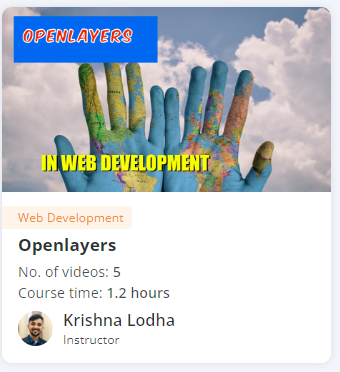 OPENLAYERS
IN WEB DEVELOPMENT
Web Development
Openlayers
No. of videos: 5
Course time: 1.2 hours
Krishna Lodha
Instructor